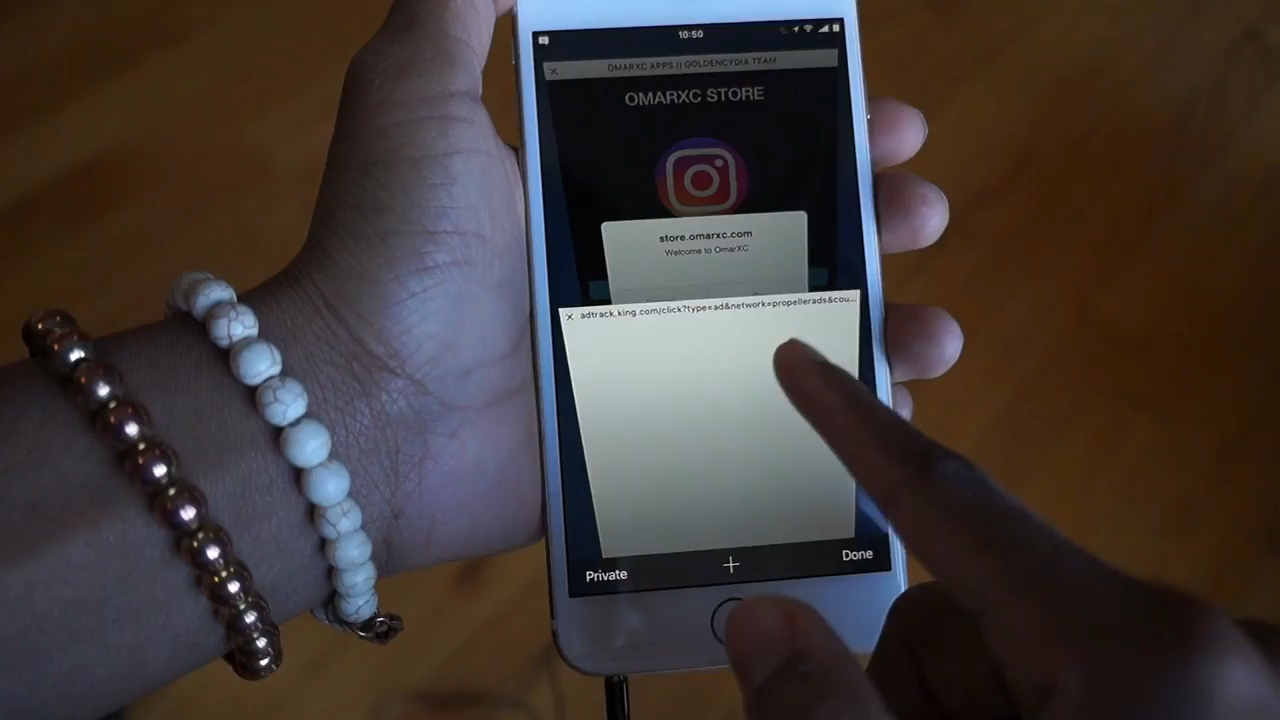 10:50
OMARXC APPS || GOLDENCYDIA TEAM
OMARXC STORE
store.omarxc.com
Welcome to OmarXC
adtrack.king.com/click?type=ad&network=propellerads&cou...
Private
Done